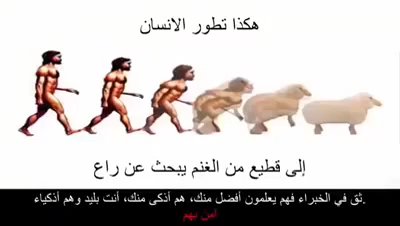 هكذا تطور الانسان
إلى قطيع من الغنم يبحث عن راع
ثق في الخبراء فهم يعلمون أفضل منك، هم أذكى منك، أنت بليد وهم أذكياء.
آمن بهم